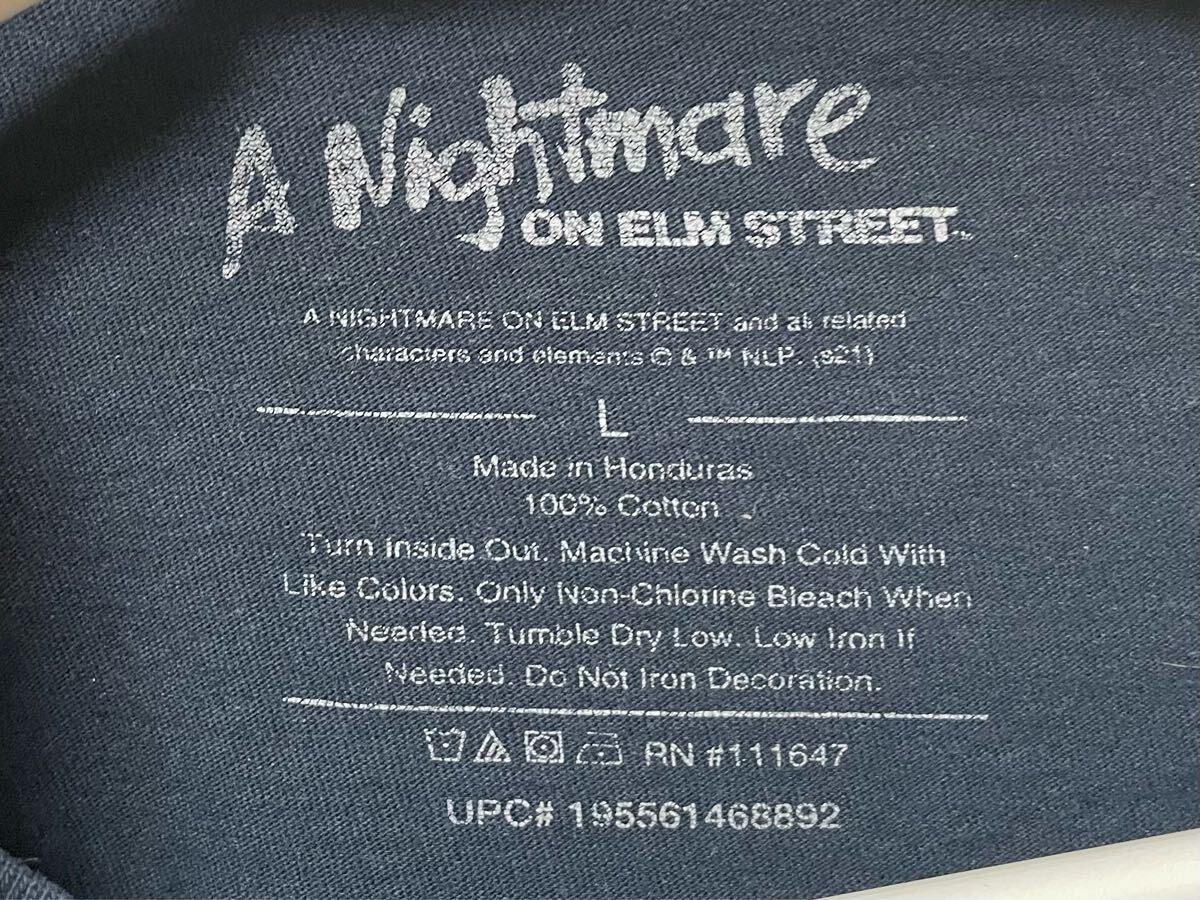 A Nightmare
ON ELM STREET™
A NIGHTMARE ON ELM STREET and all related
characters and elements © & ™ NLP. (s21)
L
Made in Honduras
100% Cotton
Turn Inside Out. Machine Wash Cold With
Like Colors. Only Non-Chlorine Bleach When
Needed. Tumble Dry Low. Low Iron If
Needed. Do Not Iron Decoration.
RN #111647
UPC# 195561468892